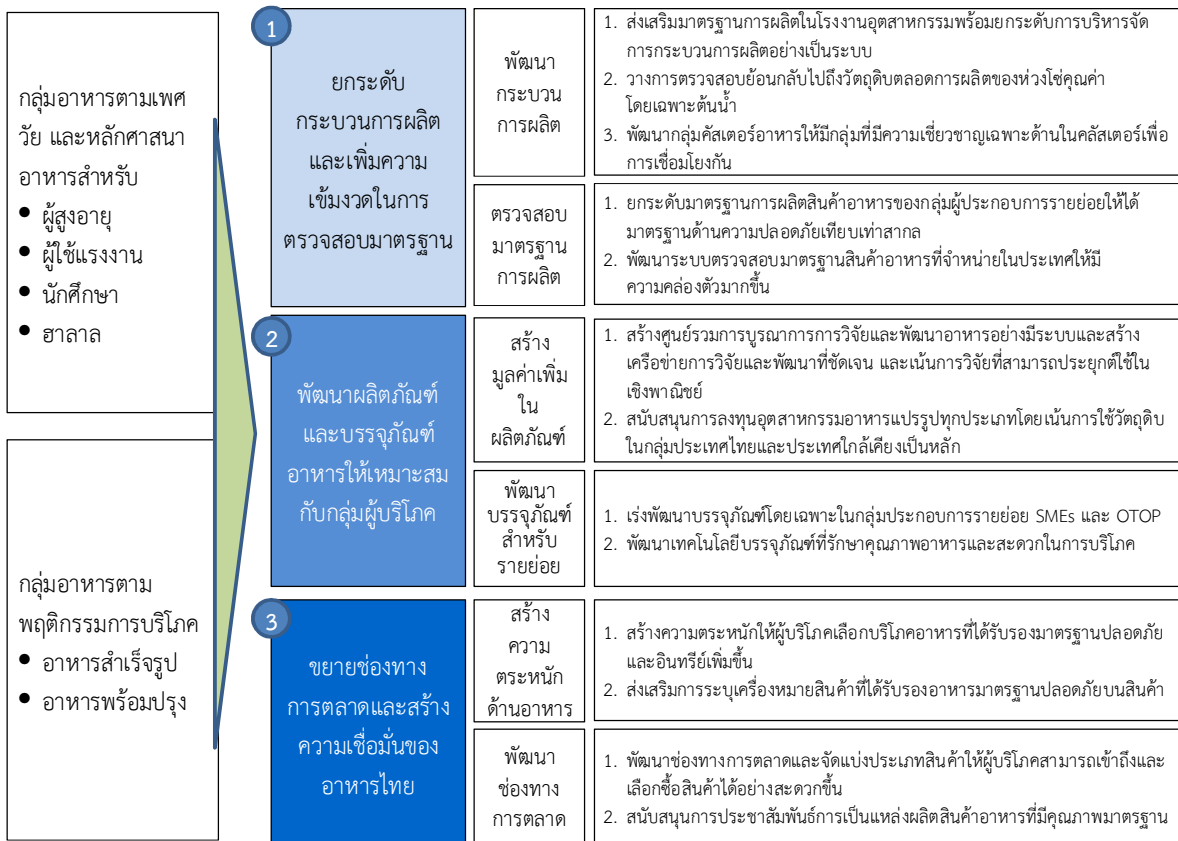 กลุ่มอาหารตามเพศ
วัย และหลักศาสนา
อาหารสำหรับ
• ผู้สูงอายุ
• ผู้ใช้แรงงาน
• นักศึกษา
• ฮาลาล
กลุ่มอาหารตาม
พฤติกรรมการบริโภค
• อาหารสำเร็จรูป
• อาหารพร้อมปรุง
1
ยกระดับ
กระบวนการผลิต
และเพิ่มความ
เข้มงวดในการ
ตรวจสอบมาตรฐาน
พัฒนา
กระบวน
การผลิต
1. ส่งเสริมมาตรฐานการผลิตในโรงงานอุตสาหกรรมพร้อมยกระดับการบริหารจัด
การกระบวนการผลิตอย่างเป็นระบบ
2. วางการตรวจสอบย้อนกลับไปถึงวัตถุดิบตลอดการผลิตของห่วงโซ่คุณค่า
โดยเฉพาะต้นน้ำ
3. พัฒนากลุ่มคัสเตอร์อาหารให้มีกลุ่มที่มีความเชี่ยวชาญเฉพาะด้านในคลัสเตอร์เพื่อ
การเชื่อมโยงกัน
ตรวจสอบ
มาตรฐาน
การผลิต
1. ยกระดับมาตรฐานการผลิตสินค้าอาหารของกลุ่มผู้ประกอบการรายย่อยให้ได้
มาตรฐานด้านความปลอดภัยเทียบเท่าสากล
2. พัฒนาระบบตรวจสอบมาตรฐานสินค้าอาหารที่จำหน่ายในประเทศให้มี
ความคล่องตัวมากขึ้น
2
พัฒนาผลิตภัณฑ์
และบรรจุภัณฑ์
อาหารให้เหมาะสม
กับกลุ่มผู้บริโภค
สร้าง
มูลค่าเพิ่ม
ใน
ผลิตภัณฑ์
1. สร้างศูนย์รวมการบูรณาการการวิจัยและพัฒนาอาหารอย่างมีระบบและสร้าง
เครือข่ายการวิจัยและพัฒนาที่ชัดเจน และเน้นการวิจัยที่สามารถประยุกต์ใช้ใน
เชิงพาณิชย์
2. สนับสนุนการลงทุนอุตสาหกรรมอาหารแปรรูปทุกประเภทโดยเน้นการใช้วัตถุดิบ
ในกลุ่มประเทศไทยและประเทศใกล้เคียงเป็นหลัก
พัฒนา
บรรจุภัณฑ์
สำหรับ
รายย่อย
1. เร่งพัฒนาบรรจุภัณฑ์โดยเฉพาะในกลุ่มประกอบการรายย่อย SMEs และ OTOP
2. พัฒนาเทคโนโลยีบรรจุภัณฑ์ที่รักษาคุณภาพอาหารและสะดวกในการบริโภค
3
ขยายช่องทาง
การตลาดและสร้าง
ความเชื่อมั่นของ
อาหารไทย
สร้าง
ความ
ตระหนัก
ด้านอาหาร
1. สร้างความตระหนักให้ผู้บริโภคเลือกบริโภคอาหารที่ได้รับรองมาตรฐานปลอดภัย
และอินทรีย์เพิ่มขึ้น
2. ส่งเสริมการระบุเครื่องหมายสินค้าที่ได้รับรองอาหารมาตรฐานปลอดภัยบนสินค้า
พัฒนา
ช่องทาง
การตลาด
1. พัฒนาช่องทางการตลาดและจัดแบ่งประเภทสินค้าให้ผู้บริโภคสามารถเข้าถึงและ
เลือกซื้อสินค้าได้อย่างสะดวกขึ้น
2. สนับสนุนการประชาสัมพันธ์การเป็นแหล่งผลิตสินค้าอาหารที่มีคุณภาพมาตรฐาน